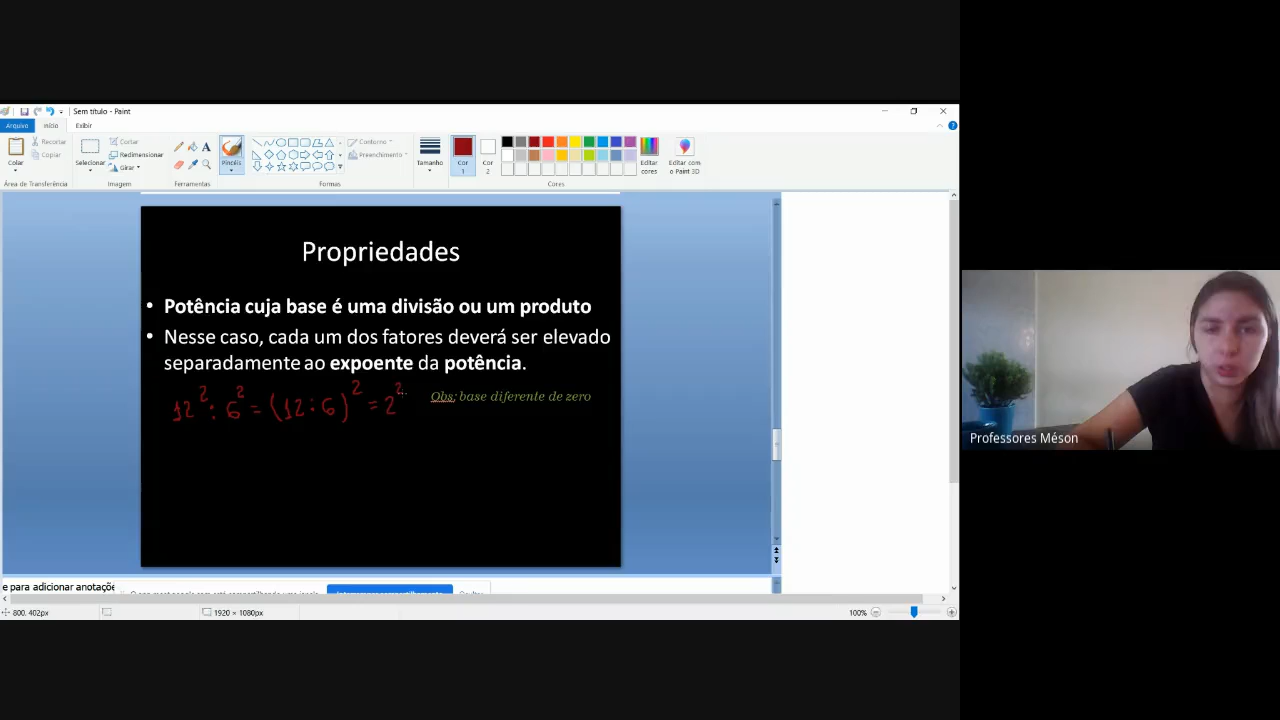 Sem título - Paint
Arquivo Início Exibir
Colar
Recortar
Copiar
Área de Transferência
Selecionar
Cortar
Redimensionar
Girar
Imagem
Ferramentas
Pincéis
Contorno
Preenchimento
Formas
Tamanho
Cor 1
Cor 2
Editar cores
Editar com o Paint 3D
Cores
Propriedades
• Potência cuja base é uma divisão ou um produto
• Nesse caso, cada um dos fatores deverá ser elevado
separadamente ao expoente da potência.
12² : 6² = (12 : 6)² = 2²
Obs: base diferente de zero
Professores Méson
e para adicionar anotaçõe
800, 402px
1920 × 1080px
100%